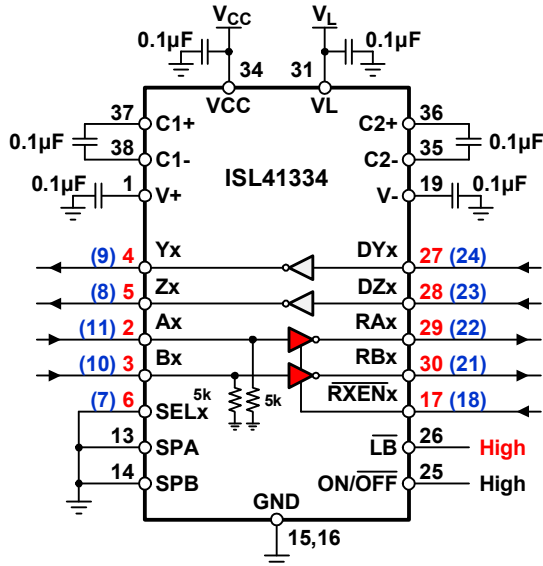 VCC VL
0.1µF 0.1µF
34 31
VCC VL
37 C1+ C2+ 36
0.1µF 0.1µF
38 C1- C2- 35
ISL41334
0.1µF 1 V+ V- 19 0.1µF
(9) 4 Yx DYx 27 (24)
(8) 5 Zx DZx 28 (23)
(11) 2 Ax RAx 29 (22)
(10) 3 Bx RBx 30 (21)
(7) 6 SELx 5k 5k RXENx 17 (18)
13 SPA LB 26 High
14 SPB ON/OFF 25 High
GND
15,16